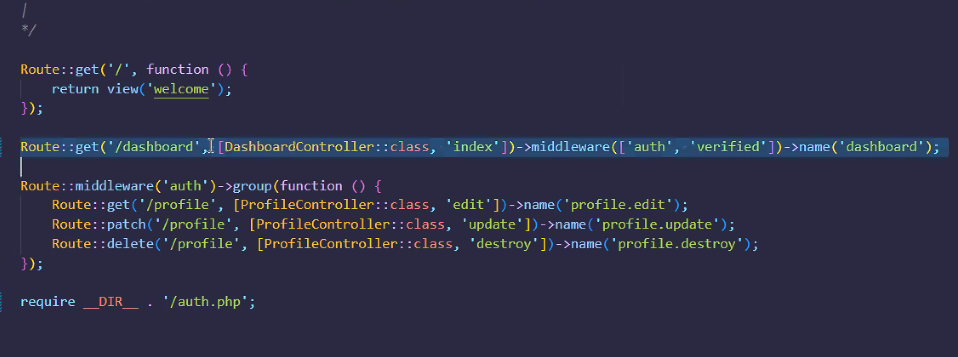 |
*/
Route::get('/', function () {
return view('welcome');
});
Route::get('/dashboard', [DashboardController::class, 'index'])->middleware(['auth', 'verified'])->name('dashboard');
Route::middleware('auth')->group(function () {
Route::get('/profile', [ProfileController::class, 'edit'])->name('profile.edit');
Route::patch('/profile', [ProfileController::class, 'update'])->name('profile.update');
Route::delete('/profile', [ProfileController::class, 'destroy'])->name('profile.destroy');
});
require __DIR__ . '/auth.php';